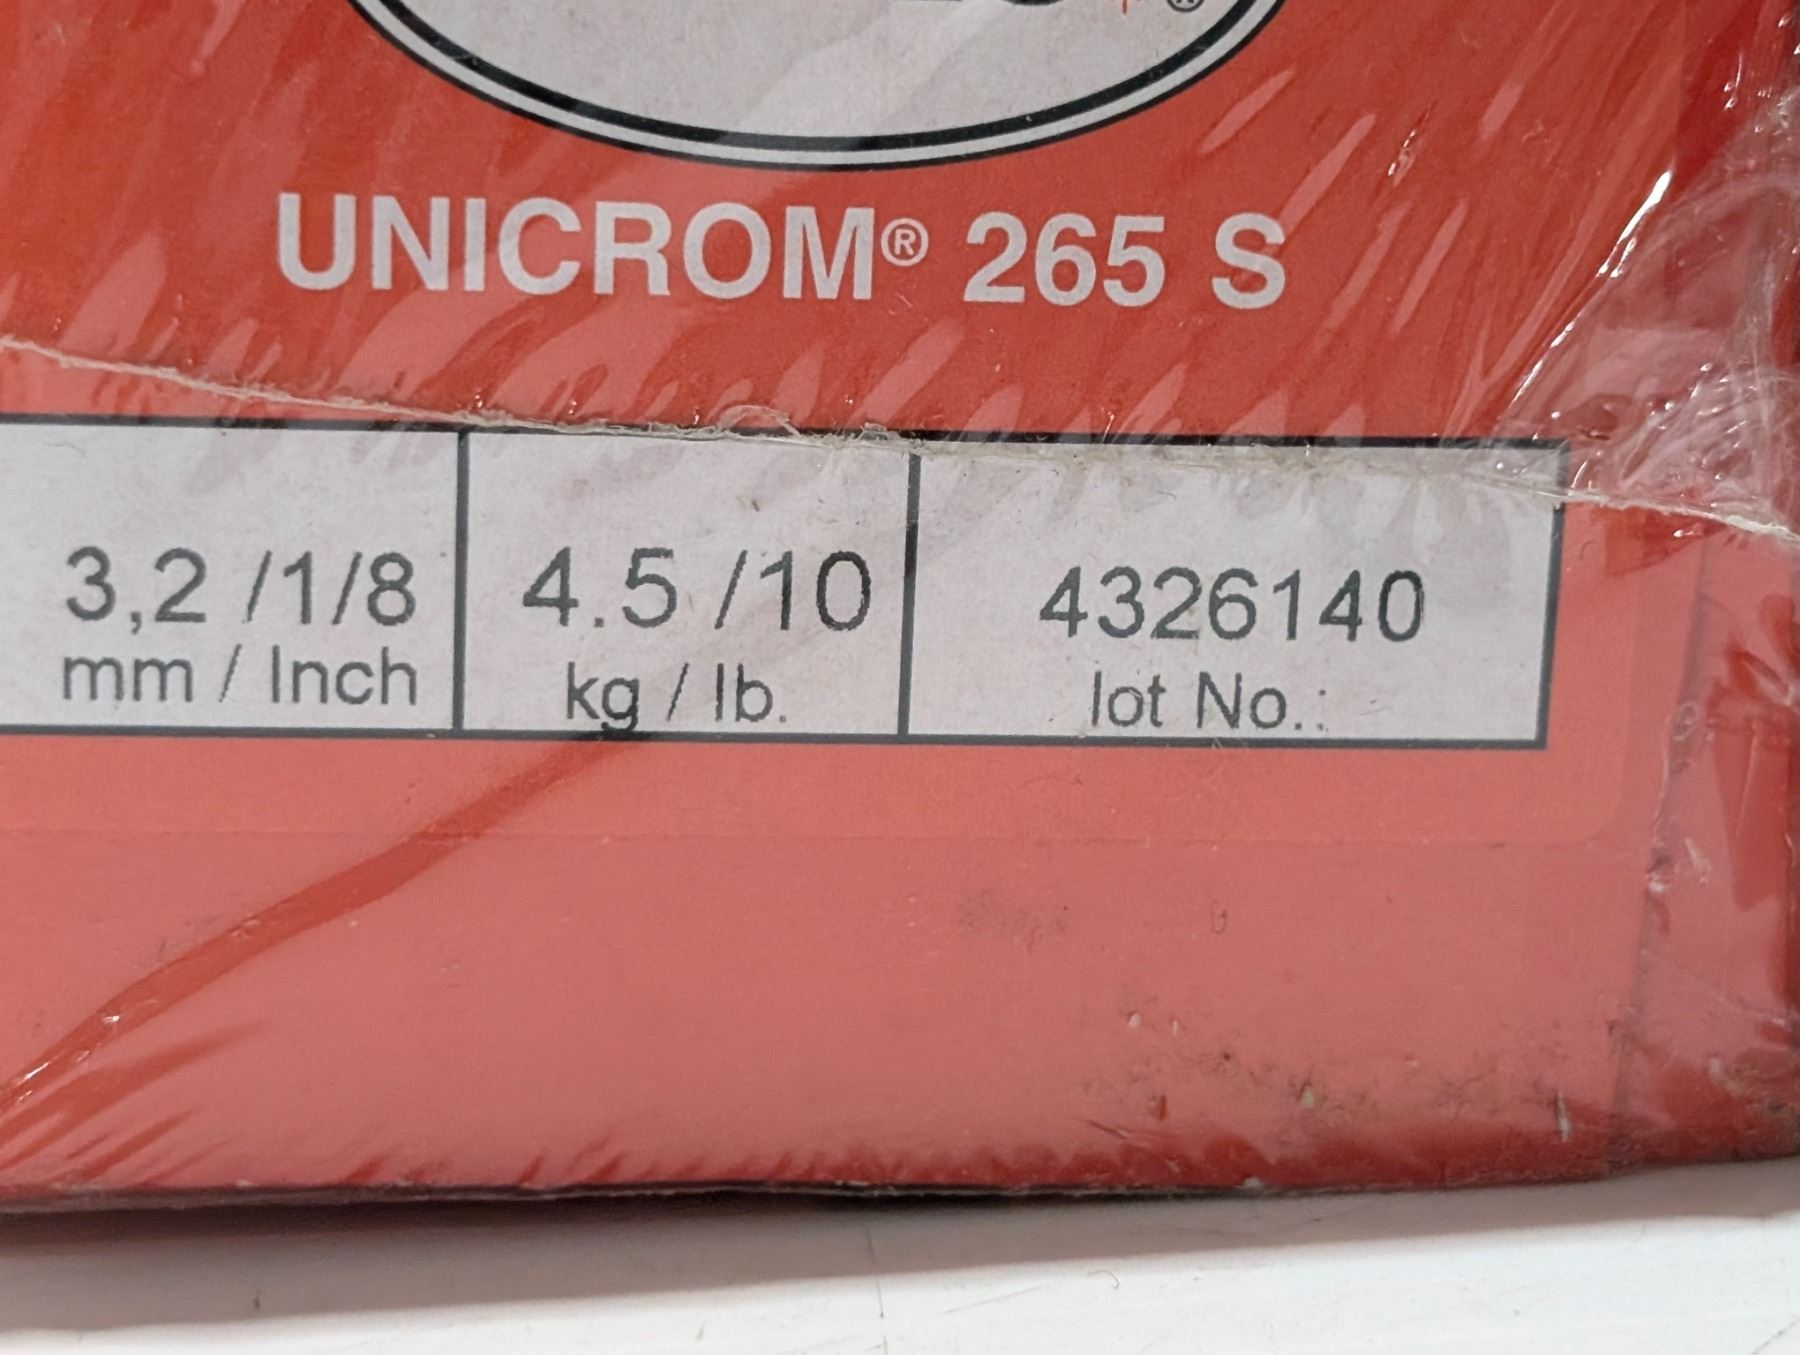 UNICROM® 265 S
3,2 /1/8
mm / Inch
4.5 /10
kg / lb.
4326140
lot No.: